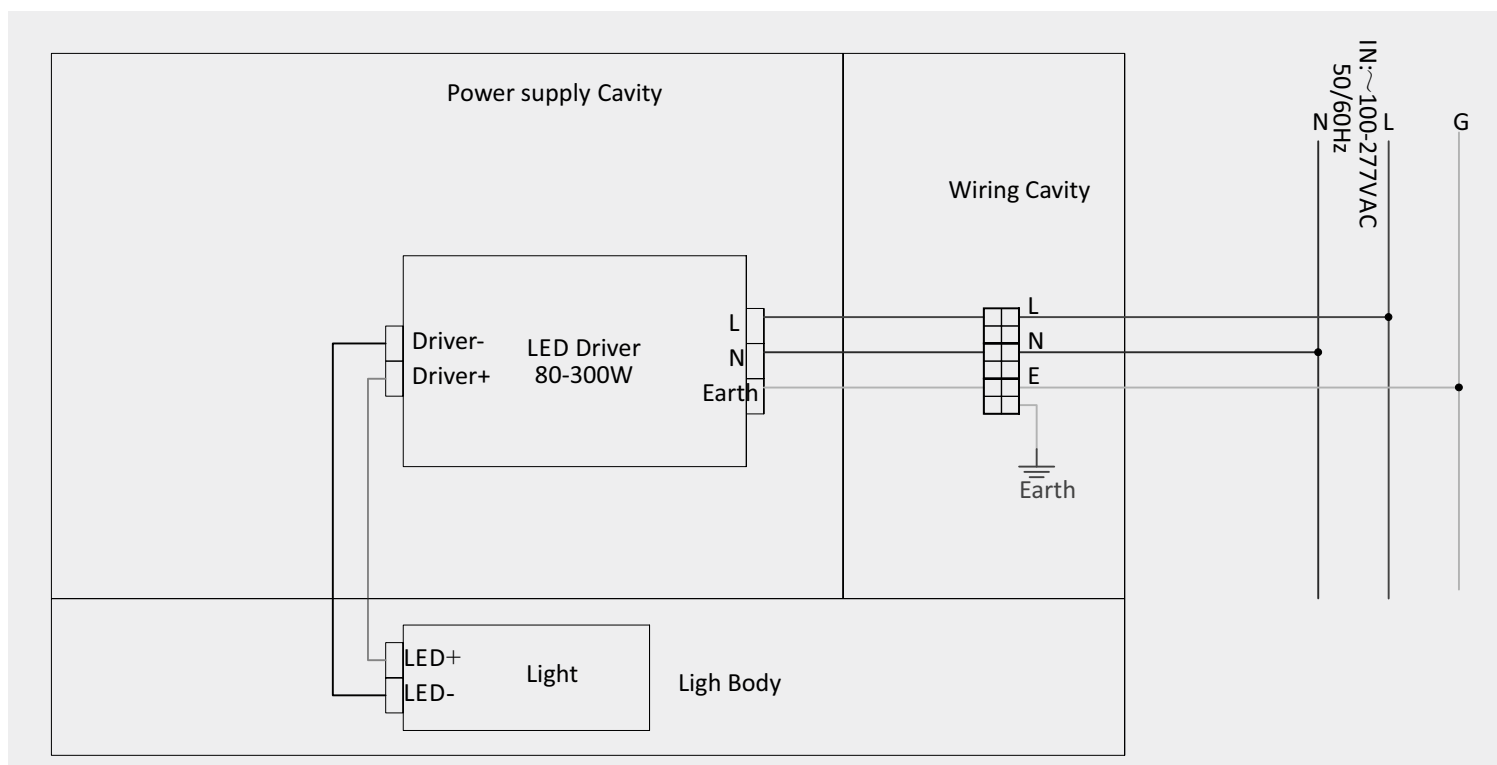 Power supply Cavity
Wiring Cavity
IN:～100-277VAC
50/60Hz
N
L
G
Driver-
Driver+
LED Driver
80-300W
L
N
Earth
L
N
E
Earth
LED+
LED-
Light
Ligh Body